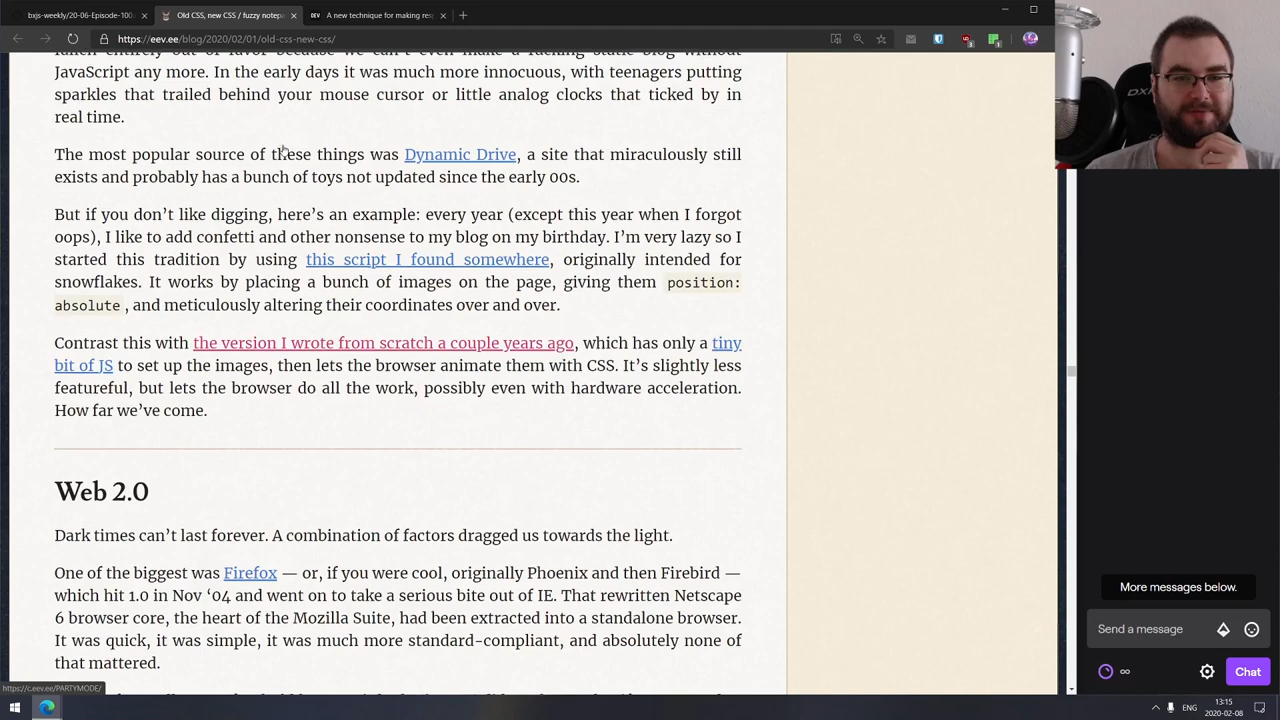 bxjs-weekly/20-06-Episode-100.
Old CSS, new CSS / fuzzy notepa
DEV
A new technique for making res
https://eev.ee/blog/2020/02/01/old-css-new-css/
JavaScript any more. In the early days it was much more innocuous, with teenagers putting
sparkles that trailed behind your mouse cursor or little analog clocks that ticked by in
real time.
The most popular source of these things was Dynamic Drive, a site that miraculously still
exists and probably has a bunch of toys not updated since the early 00s.
But if you don’t like digging, here’s an example: every year (except this year when I forgot
oops), I like to add confetti and other nonsense to my blog on my birthday. I’m very lazy so I
started this tradition by using this script I found somewhere, originally intended for
snowflakes. It works by placing a bunch of images on the page, giving them position:
absolute, and meticulously altering their coordinates over and over.
Contrast this with the version I wrote from scratch a couple years ago, which has only a tiny
bit of JS to set up the images, then lets the browser animate them with CSS. It’s slightly less
featureful, but lets the browser do all the work, possibly even with hardware acceleration.
How far we’ve come.
Web 2.0
Dark times can’t last forever. A combination of factors dragged us towards the light.
One of the biggest was Firefox — or, if you were cool, originally Phoenix and then Firebird —
which hit 1.0 in Nov ‘04 and went on to take a serious bite out of IE. That rewritten Netscape
6 browser core, the heart of the Mozilla Suite, had been extracted into a standalone browser.
It was quick, it was simple, it was much more standard-compliant, and absolutely none of
that mattered.
https://c.eev.ee/PARTYMODE/
More messages below.
Send a message
∞
Chat
ENG
13:15
2020-02-08